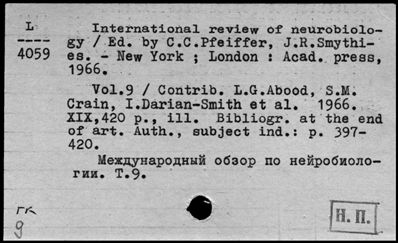 L
----
4059
International review of neurobiolo-
gy / Ed. by C.C.Pfeiffer, J.R.Smythi-
es. - New York ; London : Acad. press,
1966.
Vol.9 / Contrib. L.G.Abood, S.M.
Crain, I.Darian-Smith et al. 1966.
XIX,420 p., ill. Bibliogr. at the end
of art. Auth., subject ind.: p. 397-
420.
Международный обзор по нейробиоло-
гии. Т.9.
гк
9
Н. П.